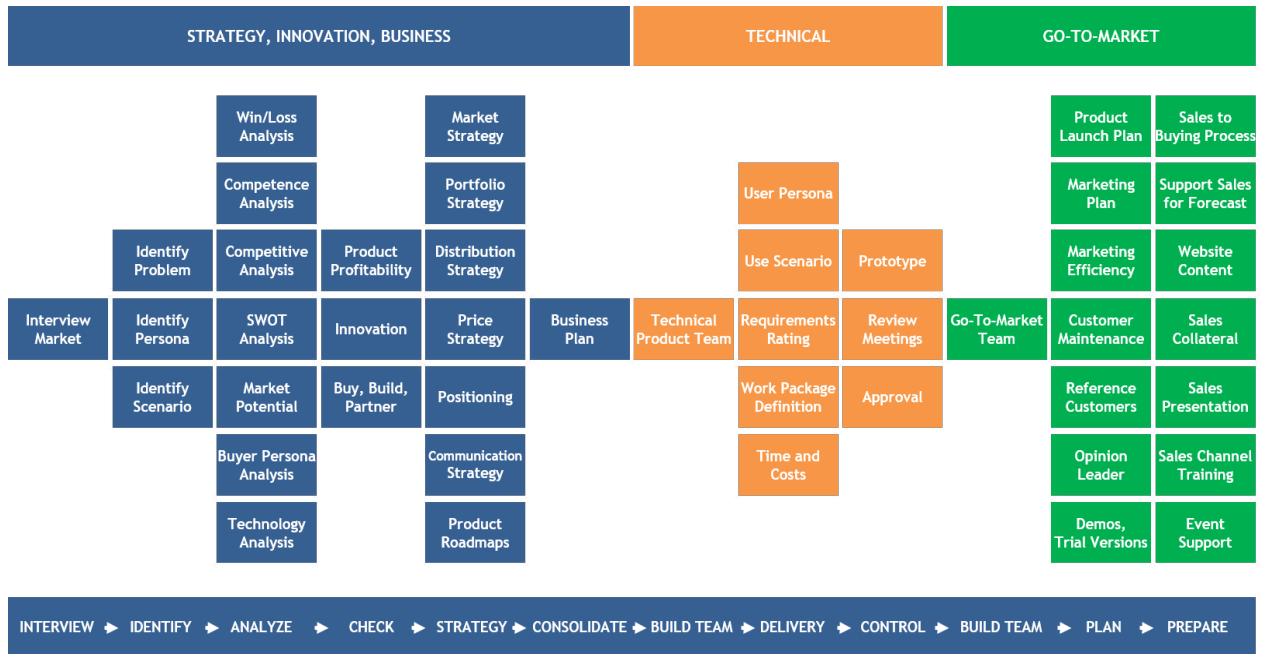 STRATEGY, INNOVATION, BUSINESS
TECHNICAL
GO-TO-MARKET
Interview
Market
Identify
Problem
Identify
Persona
Identify
Scenario
Win/Loss
Analysis
Competence
Analysis
Competitive
Analysis
SWOT
Analysis
Market
Potential
Buyer Persona
Analysis
Technology
Analysis
Product
Profitability
Innovation
Buy, Build,
Partner
Market
Strategy
Portfolio
Strategy
Distribution
Strategy
Price
Strategy
Positioning
Communication
Strategy
Product
Roadmaps
Business
Plan
Technical
Product Team
User Persona
Use Scenario
Requirements
Rating
Work Package
Definition
Time and
Costs
Prototype
Review
Meetings
Approval
Go-To-Market
Team
Product
Launch Plan
Marketing
Plan
Marketing
Efficiency
Customer
Maintenance
Reference
Customers
Opinion
Leader
Demos,
Trial Versions
Sales to
Buying Process
Support Sales
for Forecast
Website
Content
Sales
Collateral
Sales
Presentation
Sales Channel
Training
Event
Support
INTERVIEW IDENTIFY ANALYZE CHECK STRATEGY CONSOLIDATE BUILD TEAM DELIVERY CONTROL BUILD TEAM PLAN PREPARE